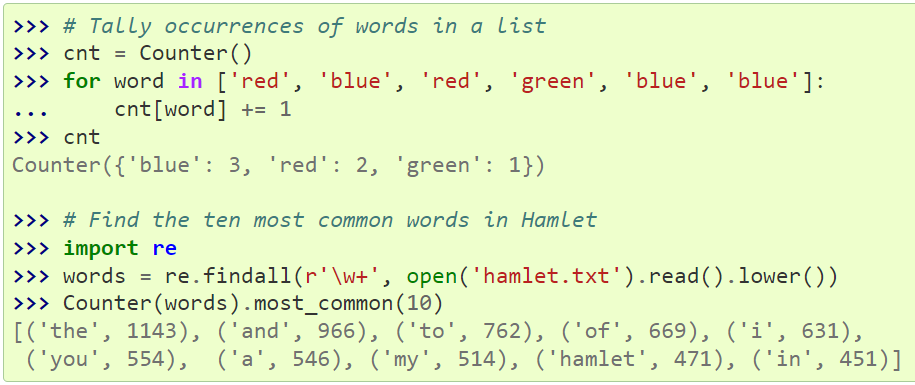 >>> # Tally occurrences of words in a list
>>> cnt = Counter()
>>> for word in ['red', 'blue', 'red', 'green', 'blue', 'blue']:
...     cnt[word] += 1
>>> cnt
Counter({'blue': 3, 'red': 2, 'green': 1})

>>> # Find the ten most common words in Hamlet
>>> import re
>>> words = re.findall(r'\w+', open('hamlet.txt').read().lower())
>>> Counter(words).most_common(10)
[('the', 1143), ('and', 966), ('to', 762), ('of', 669), ('i', 631),
 ('you', 554),  ('a', 546), ('my', 514), ('hamlet', 471), ('in', 451)]